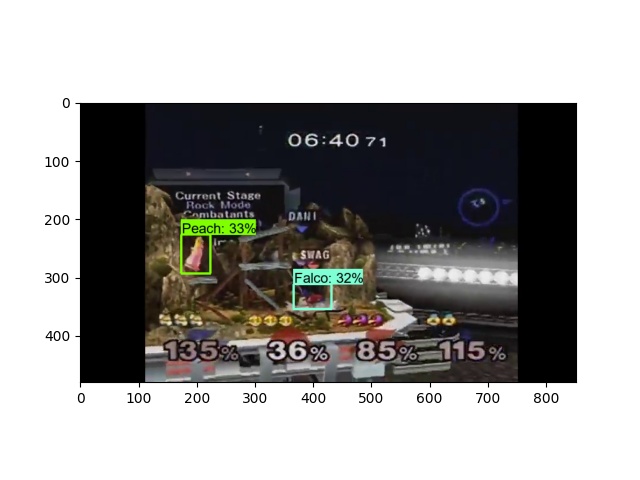 0
100
200
300
400
06:40 71
Current Stage
Rock Mode
Combatants
DANI
Peach: 33%
SWAG
Falco: 32%
135% 36% 85% 115%
0 100 200 300 400 500 600 700 800